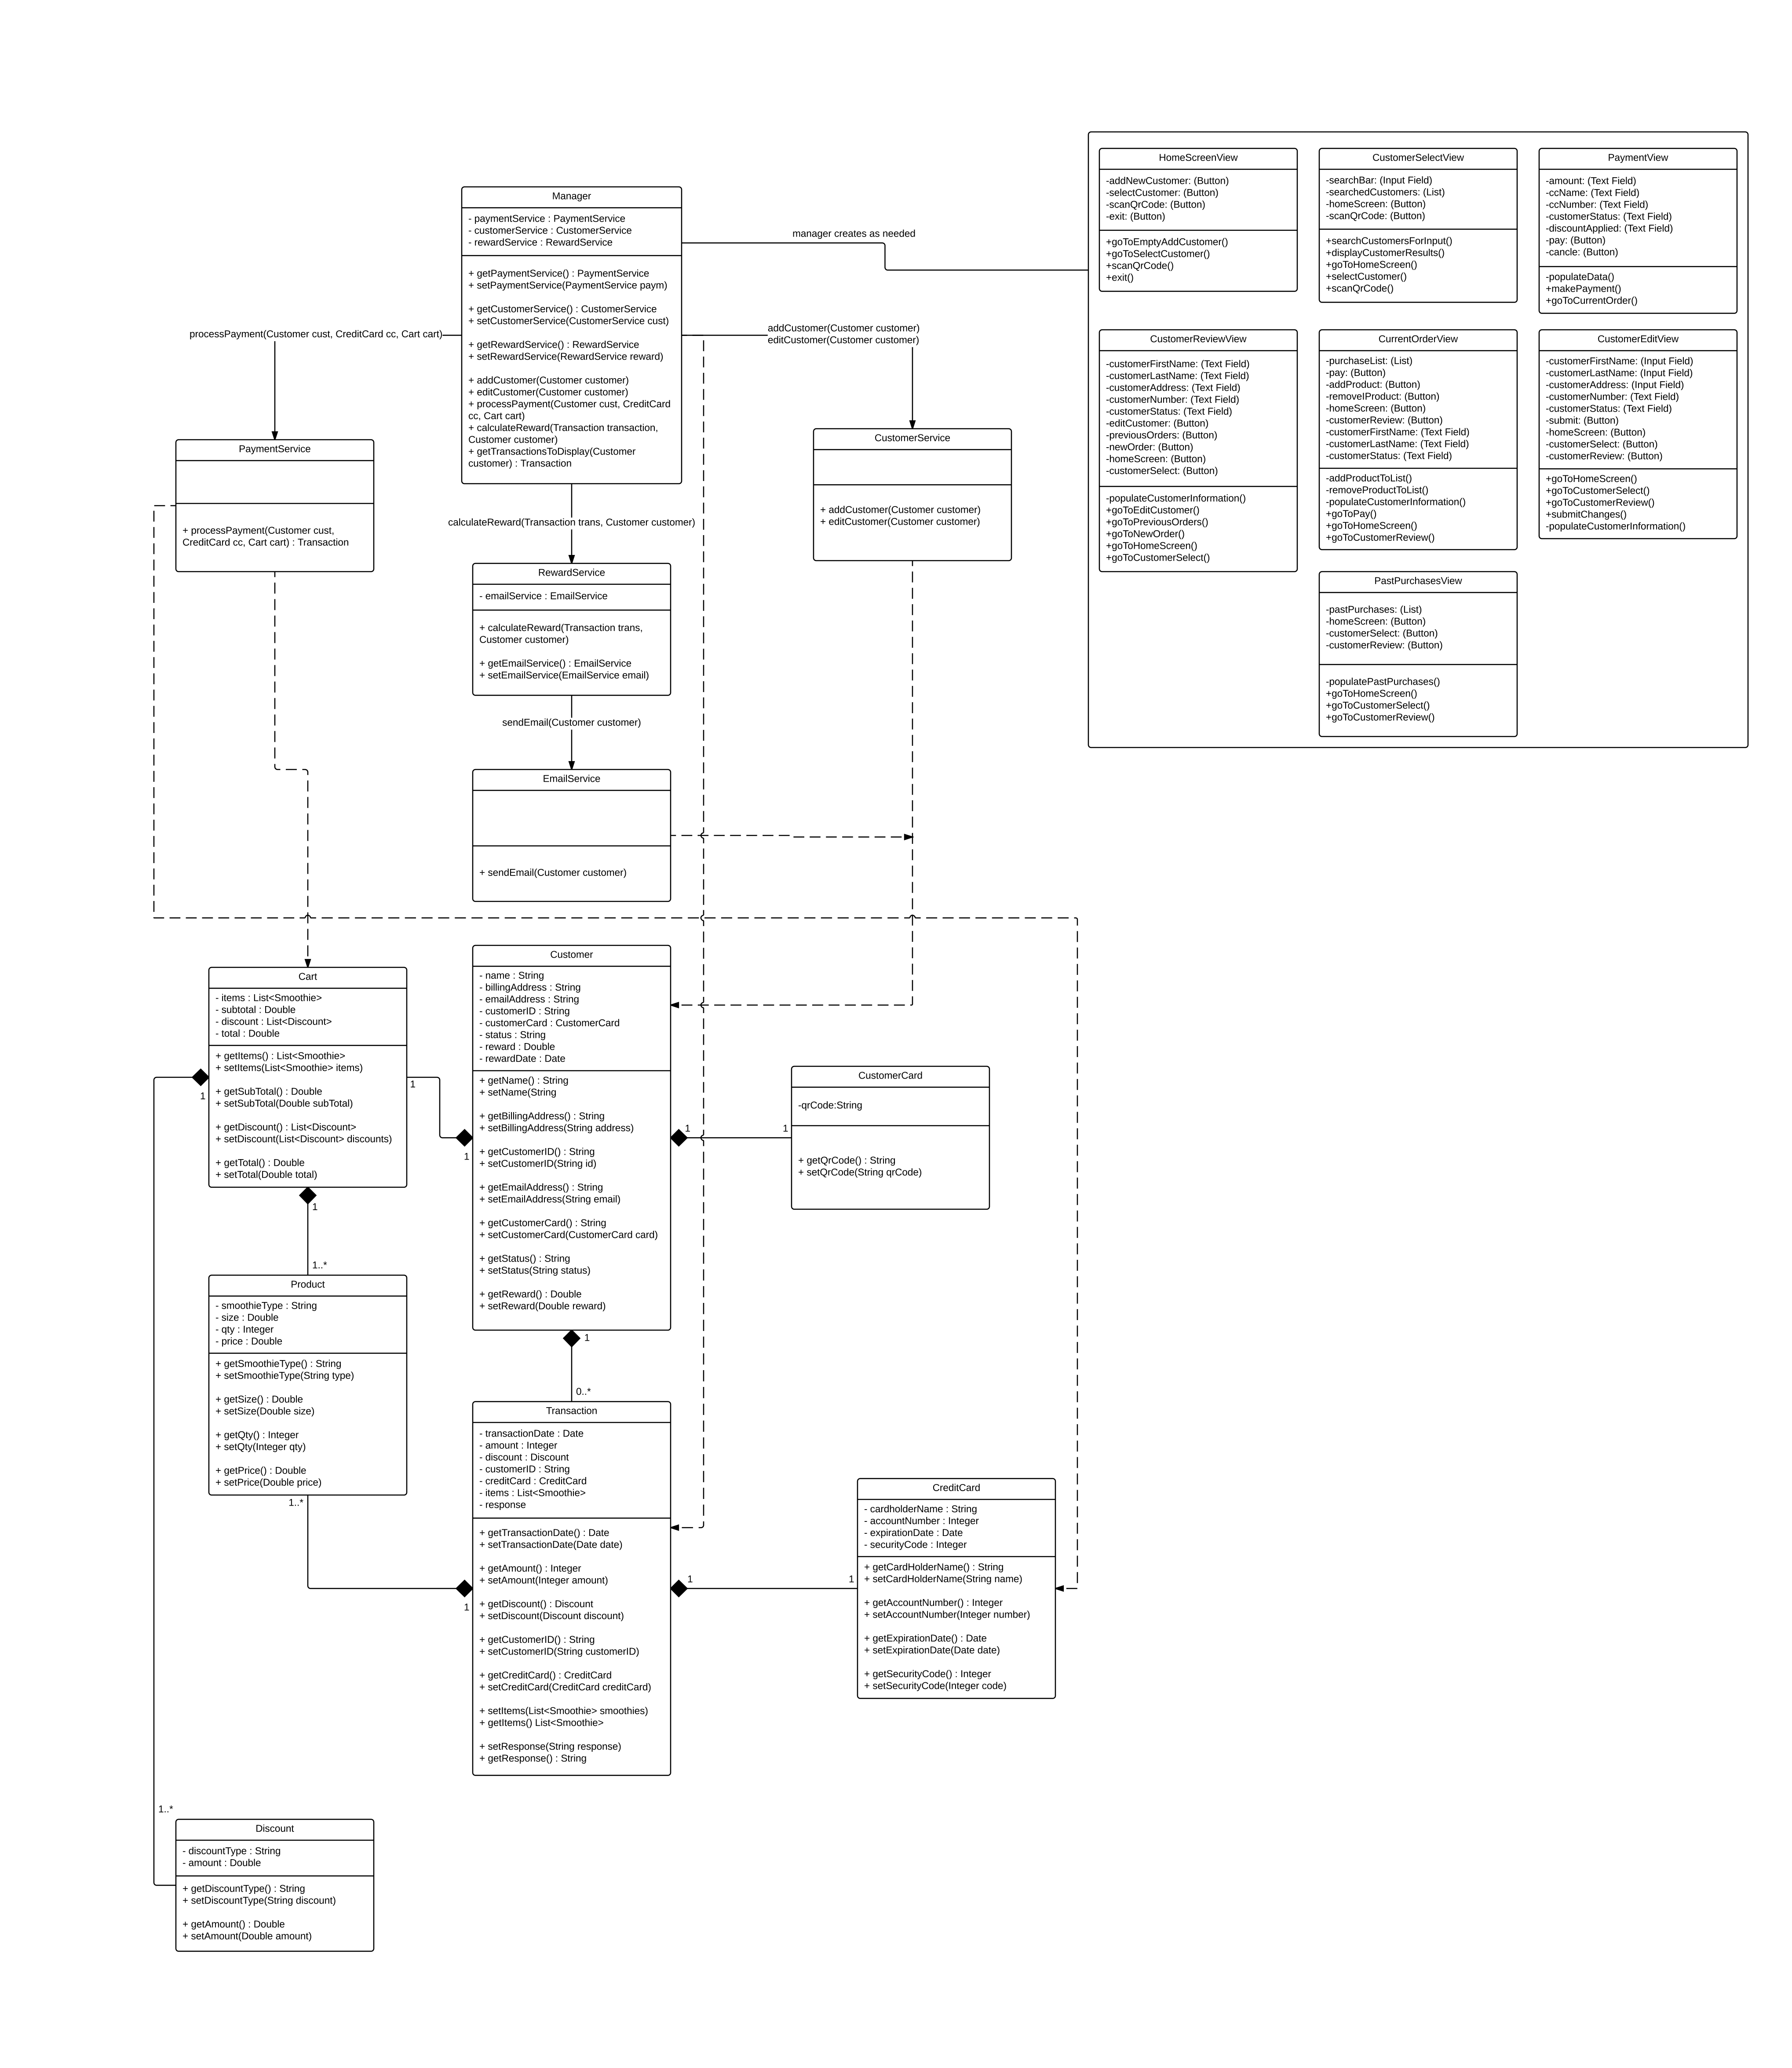 Manager
- paymentService : PaymentService
- customerService : CustomerService
- rewardService : RewardService
+ getPaymentService() : PaymentService
+ setPaymentService(PaymentService paym)
+ getCustomerService() : CustomerService
+ setCustomerService(CustomerService cust)
+ getRewardService() : RewardService
+ setRewardService(RewardService reward)
+ addCustomer(Customer customer)
+ editCustomer(Customer customer)
+ processPayment(Customer cust, CreditCard
cc, Cart cart)
+ calculateReward(Transaction transaction,
Customer customer)
+ getTransactionsToDisplay(Customer
customer) : Transaction
manager creates as needed
processPayment(Customer cust, CreditCard cc, Cart cart)
addCustomer(Customer customer)
editCustomer(Customer customer)
calculateReward(Transaction trans, Customer customer)
HomeScreenView
-addNewCustomer: (Button)
-selectCustomer: (Button)
-scanQrCode: (Button)
-exit: (Button)
+goToEmptyAddCustomer()
+goToSelectCustomer()
+scanQrCode()
+exit()
CustomerSelectView
-searchBar: (Input Field)
-searchedCustomers: (List)
-homeScreen: (Button)
-scanQrCode: (Button)
+searchCustomersForInput()
+displayCustomerResults()
+goToHomeScreen()
+selectCustomer()
+scanQrCode()
PaymentView
-amount: (Text Field)
-ccName: (Text Field)
-ccNumber: (Text Field)
-customerStatus: (Text Field)
-discountApplied: (Text Field)
-pay: (Button)
-cancle: (Button)
-populateData()
+makePayment()
+goToCurrentOrder()
CustomerReviewView
-customerFirstName: (Text Field)
-customerLastName: (Text Field)
-customerAddress: (Text Field)
-customerNumber: (Text Field)
-customerStatus: (Text Field)
-editCustomer: (Button)
-previousOrders: (Button)
-newOrder: (Button)
-homeScreen: (Button)
-customerSelect: (Button)
-populateCustomerInformation()
+goToEditCustomer()
+goToPreviousOrders()
+goToNewOrder()
+goToHomeScreen()
+goToCustomerSelect()
CurrentOrderView
-purchaseList: (List)
-pay: (Button)
-addProduct: (Button)
-removeIProduct: (Button)
-homeScreen: (Button)
-customerReview: (Button)
-customerFirstName: (Text Field)
-customerLastName: (Text Field)
-customerStatus: (Text Field)
-addProductToList()
-removeProductToList()
-populateCustomerInformation()
+goToPay()
+goToHomeScreen()
+goToCustomerReview()
CustomerEditView
-customerFirstName: (Input Field)
-customerLastName: (Input Field)
-customerAddress: (Input Field)
-customerNumber: (Text Field)
-customerStatus: (Text Field)
-submit: (Button)
-homeScreen: (Button)
-customerSelect: (Button)
-customerReview: (Button)
+goToHomeScreen()
+goToCustomerSelect()
+goToCustomerReview()
+submitChanges()
-populateCustomerInformation()
PastPurchasesView
-pastPurchases: (List)
-homeScreen: (Button)
-customerSelect: (Button)
-customerReview: (Button)
-populatePastPurchases()
+goToHomeScreen()
+goToCustomerSelect()
+goToCustomerReview()
PaymentService
+ processPayment(Customer cust,
CreditCard cc, Cart cart) : Transaction
CustomerService
+ addCustomer(Customer customer)
+ editCustomer(Customer customer)
RewardService
- emailService : EmailService
+ calculateReward(Transaction trans,
Customer customer)
+ getEmailService() : EmailService
+ setEmailService(EmailService email)
sendEmail(Customer customer)
EmailService
+ sendEmail(Customer customer)
Cart
- items : List<Smoothie>
- subtotal : Double
- discount : List<Discount>
- total : Double
+ getItems() : List<Smoothie>
+ setItems(List<Smoothie> items)
+ getSubTotal() : Double
+ setSubTotal(Double subTotal)
+ getDiscount() : List<Discount>
+ setDiscount(List<Discount> discounts)
+ getTotal() : Double
+ setTotal(Double total)
1
1
1
1
Customer
- name : String
- billingAddress : String
- emailAddress : String
- customerID : String
- customerCard : CustomerCard
- status : String
- reward : Double
- rewardDate : Date
+ getName() : String
+ setName(String
+ getBillingAddress() : String
+ setBillingAddress(String address)
+ getCustomerID() : String
+ setCustomerID(String id)
+ getEmailAddress() : String
+ setEmailAddress(String email)
+ getCustomerCard() : String
+ setCustomerCard(CustomerCard card)
+ getStatus() : String
+ setStatus(String status)
+ getReward() : Double
+ setReward(Double reward)
1
1
CustomerCard
-qrCode:String
+ getQrCode() : String
+ setQrCode(String qrCode)
1..*
Product
- smoothieType : String
- size : Double
- qty : Integer
- price : Double
+ getSmoothieType() : String
+ setSmoothieType(String type)
+ getSize() : Double
+ setSize(Double size)
+ getQty() : Integer
+ setQty(Integer qty)
+ getPrice() : Double
+ setPrice(Double price)
1..*
1
0..*
Transaction
- transactionDate : Date
- amount : Integer
- discount : Discount
- customerID : String
- creditCard : CreditCard
- items : List<Smoothie>
- response
+ getTransactionDate() : Date
+ setTransactionDate(Date date)
+ getAmount() : Integer
+ setAmount(Integer amount)
+ getDiscount() : Discount
+ setDiscount(Discount discount)
+ getCustomerID() : String
+ setCustomerID(String customerID)
+ getCreditCard() : CreditCard
+ setCreditCard(CreditCard creditCard)
+ setItems(List<Smoothie> smoothies)
+ getItems() List<Smoothie>
+ setResponse(String response)
+ getResponse() : String
1
1
1
CreditCard
- cardholderName : String
- accountNumber : Integer
- expirationDate : Date
- securityCode : Integer
+ getCardHolderName() : String
+ setCardHolderName(String name)
+ getAccountNumber() : Integer
+ setAccountNumber(Integer number)
+ getExpirationDate() : Date
+ setExpirationDate(Date date)
+ getSecurityCode() : Integer
+ setSecurityCode(Integer code)
1..*
Discount
- discountType : String
- amount : Double
+ getDiscountType() : String
+ setDiscountType(String discount)
+ getAmount() : Double
+ setAmount(Double amount)